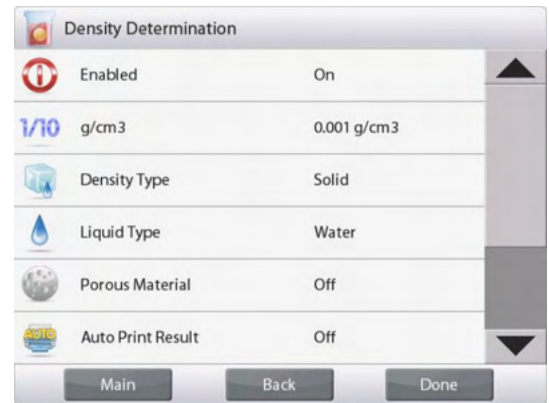 Density Determination
Enabled On
1/10 g/cm3 0.001 g/cm3
Density Type Solid
Liquid Type Water
Porous Material Off
AUTO Auto Print Result Off
Main Back Done